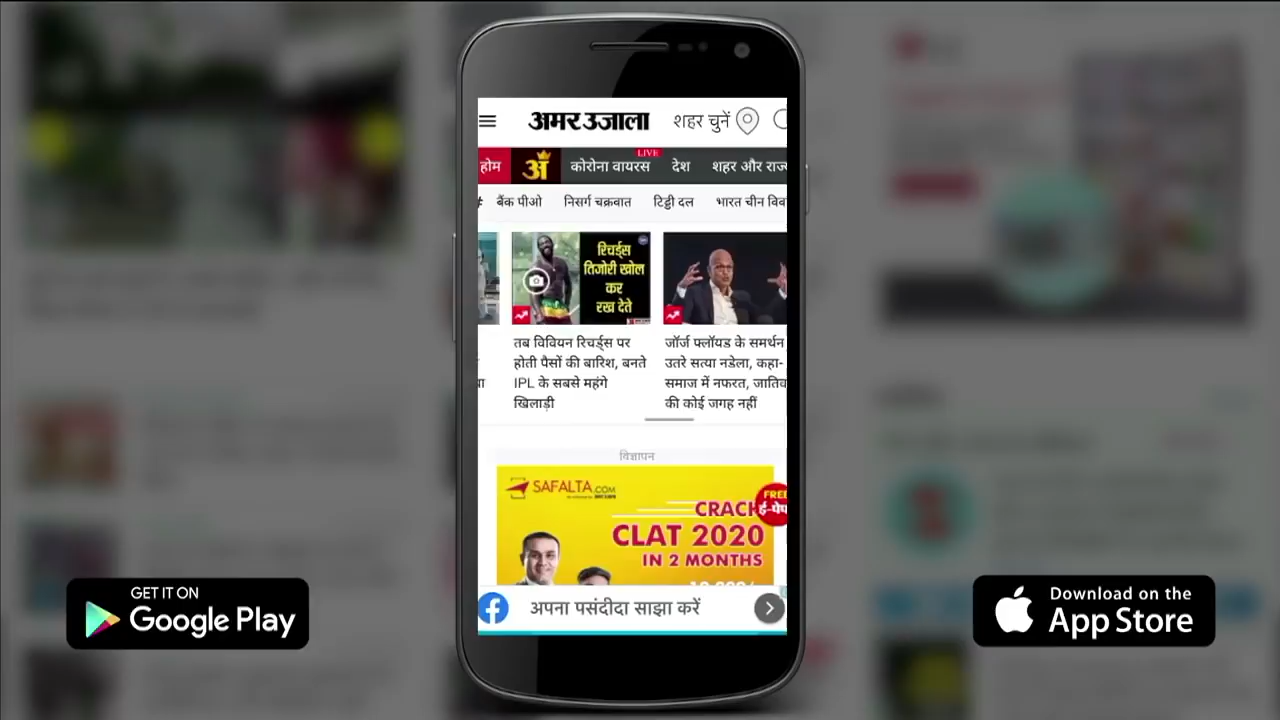 अमर उजाला
शहर चुनें
होम
अं
कोरोना वायरस
LIVE
देश
शहर और राज्
# बैंक पीओ
निसर्ग चक्रवात
टिड्डी दल
भारत चीन विवा
रिचर्ड्स
तिजोरी खोल
कर
रख देते
तब विवियन रिचर्ड्स पर
होती पैसों की बारिश, बनते
IPL के सबसे महंगे
खिलाड़ी
जॉर्ज फ्लॉयड के समर्थन
उतरे सत्या नडेला, कहा-
समाज में नफरत, जातिव
की कोई जगह नहीं
विज्ञापन
SAFALTA.COM
CRACK
CLAT 2020
IN 2 MONTHS
FREE
ई-पेप
अपना पसंदीदा साझा करें
GET IT ON
Google Play
Download on the
App Store